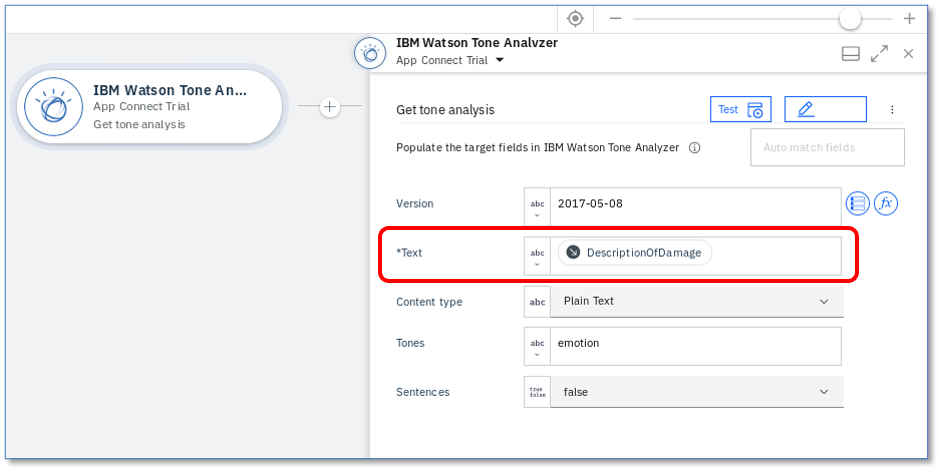 IBM Watson Tone An...
App Connect Trial
Get tone analysis
IBM Watson Tone Analyzer
App Connect Trial
Get tone analysis
Test
Populate the target fields in IBM Watson Tone Analyzer
Auto match fields
Version
abc
2017-05-08
fx
*Text
abc
DescriptionOfDamage
Content type
abc
Plain Text
Tones
abc
emotion
Sentences
true
false
false